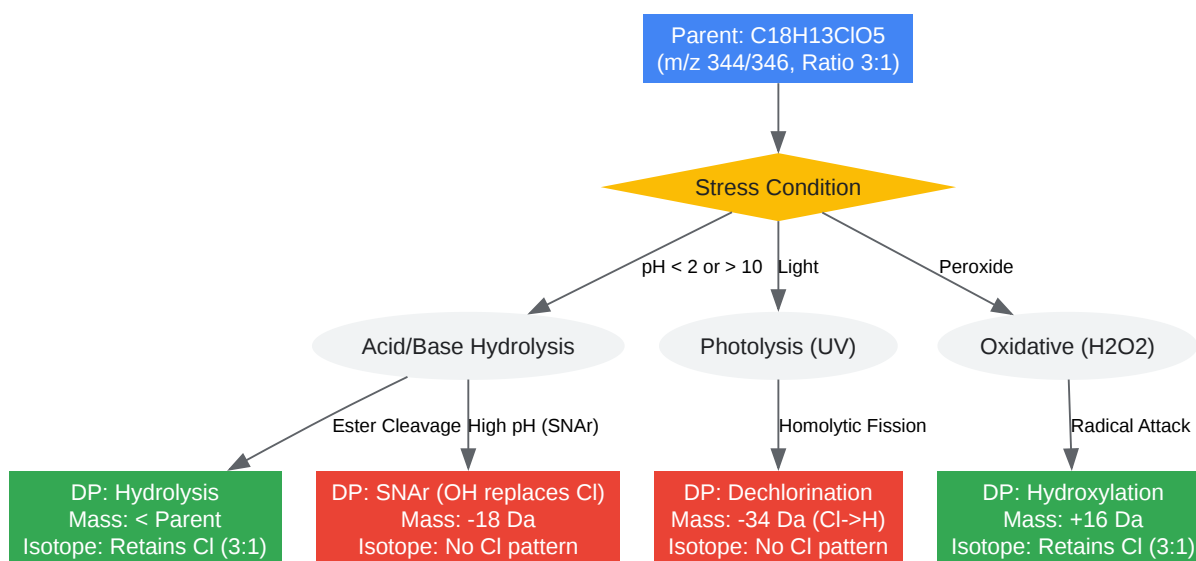 Parent: C18H13ClO5
(m/z 344/346, Ratio 3:1)
Stress Condition
pH < 2 or > 10
Light
Peroxide
Acid/Base Hydrolysis
Photolysis (UV)
Oxidative (H2O2)
Ester Cleavage
High pH (SNAr)
Homolytic Fission
Radical Attack
DP: Hydrolysis
Mass: < Parent
Isotope: Retains Cl (3:1)
DP: SNAr (OH replaces Cl)
Mass: -18 Da
Isotope: No Cl pattern
DP: Dechlorination
Mass: -34 Da (Cl->H)
Isotope: No Cl pattern
DP: Hydroxylation
Mass: +16 Da
Isotope: Retains Cl (3:1)